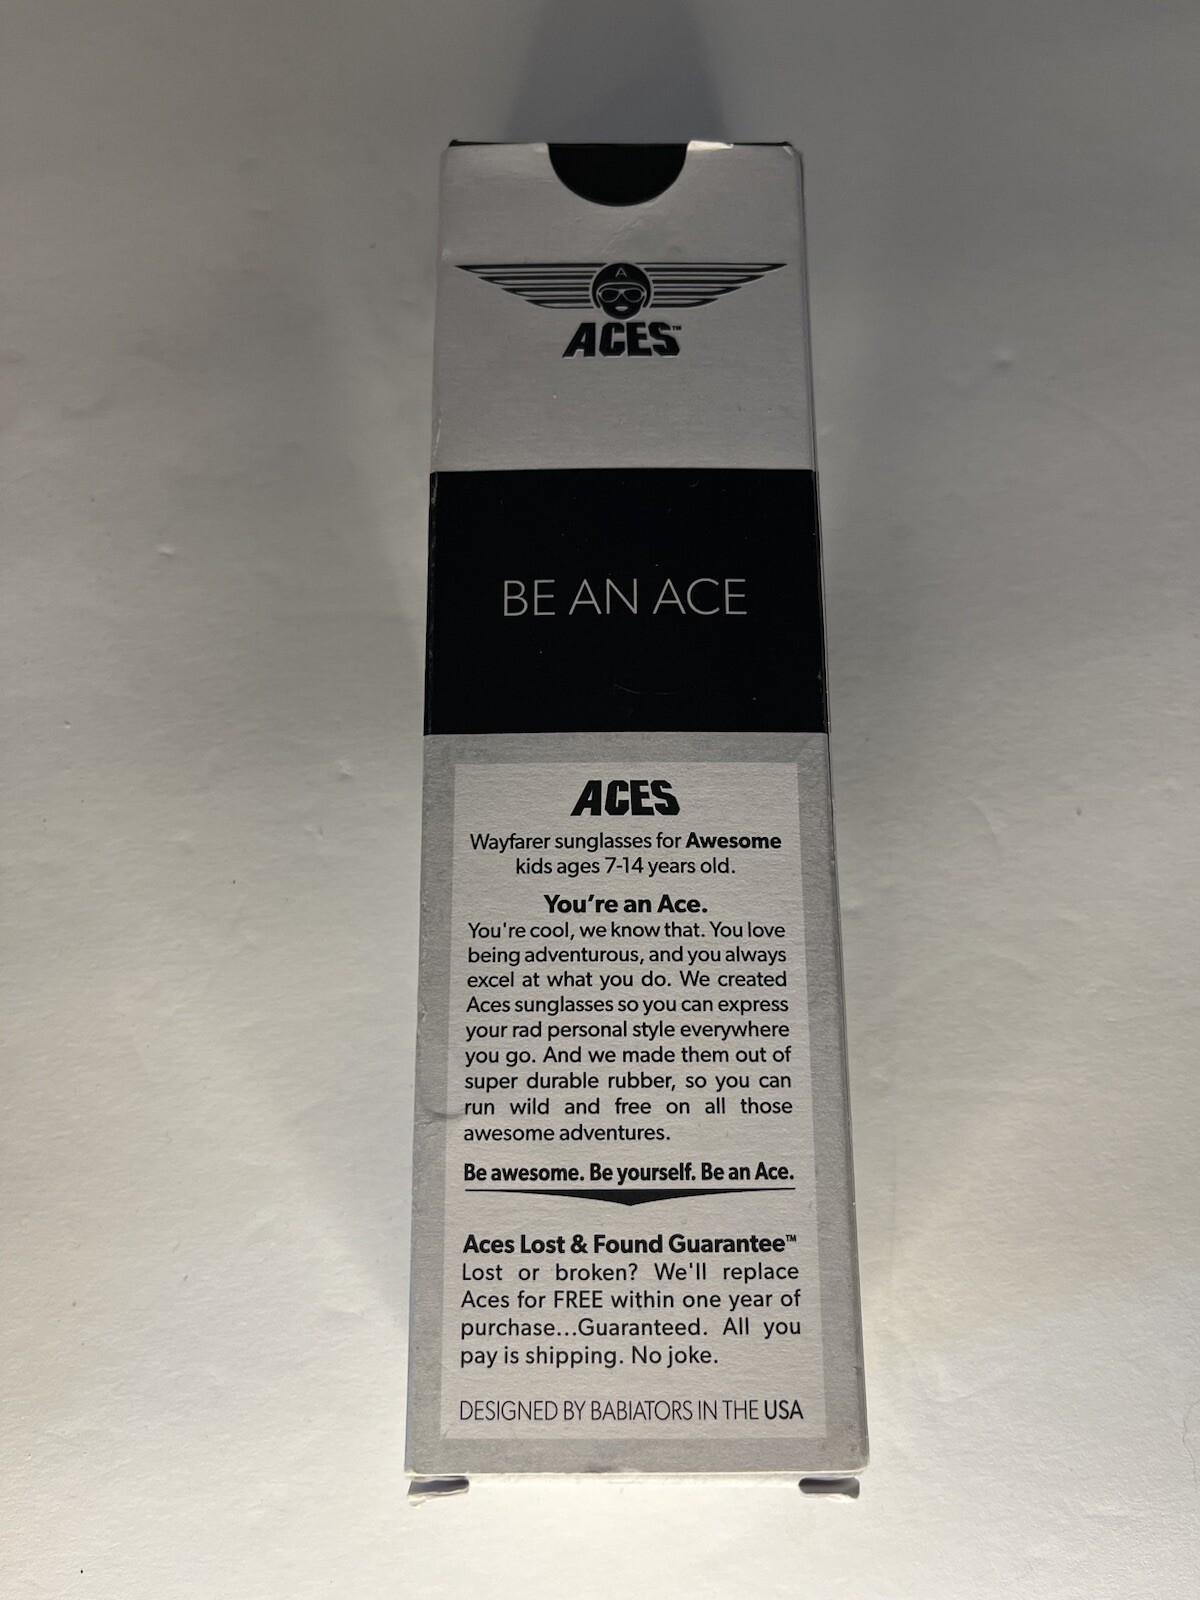 A
ACES™
BE AN ACE
ACES
Wayfarer sunglasses for Awesome
kids ages 7-14 years old.
You're an Ace.
You're cool, we know that. You love
being adventurous, and you always
excel at what you do. We created
Aces sunglasses so you can express
your rad personal style everywhere
you go. And we made them out of
super durable rubber, so you can
run wild and free on all those
awesome adventures.
Be awesome. Be yourself. Be an Ace.
Aces Lost & Found Guarantee™
Lost or broken? We'll replace
Aces for FREE within one year of
purchase...Guaranteed. All you
pay is shipping. No joke.
DESIGNED BY BABIATORS IN THE USA